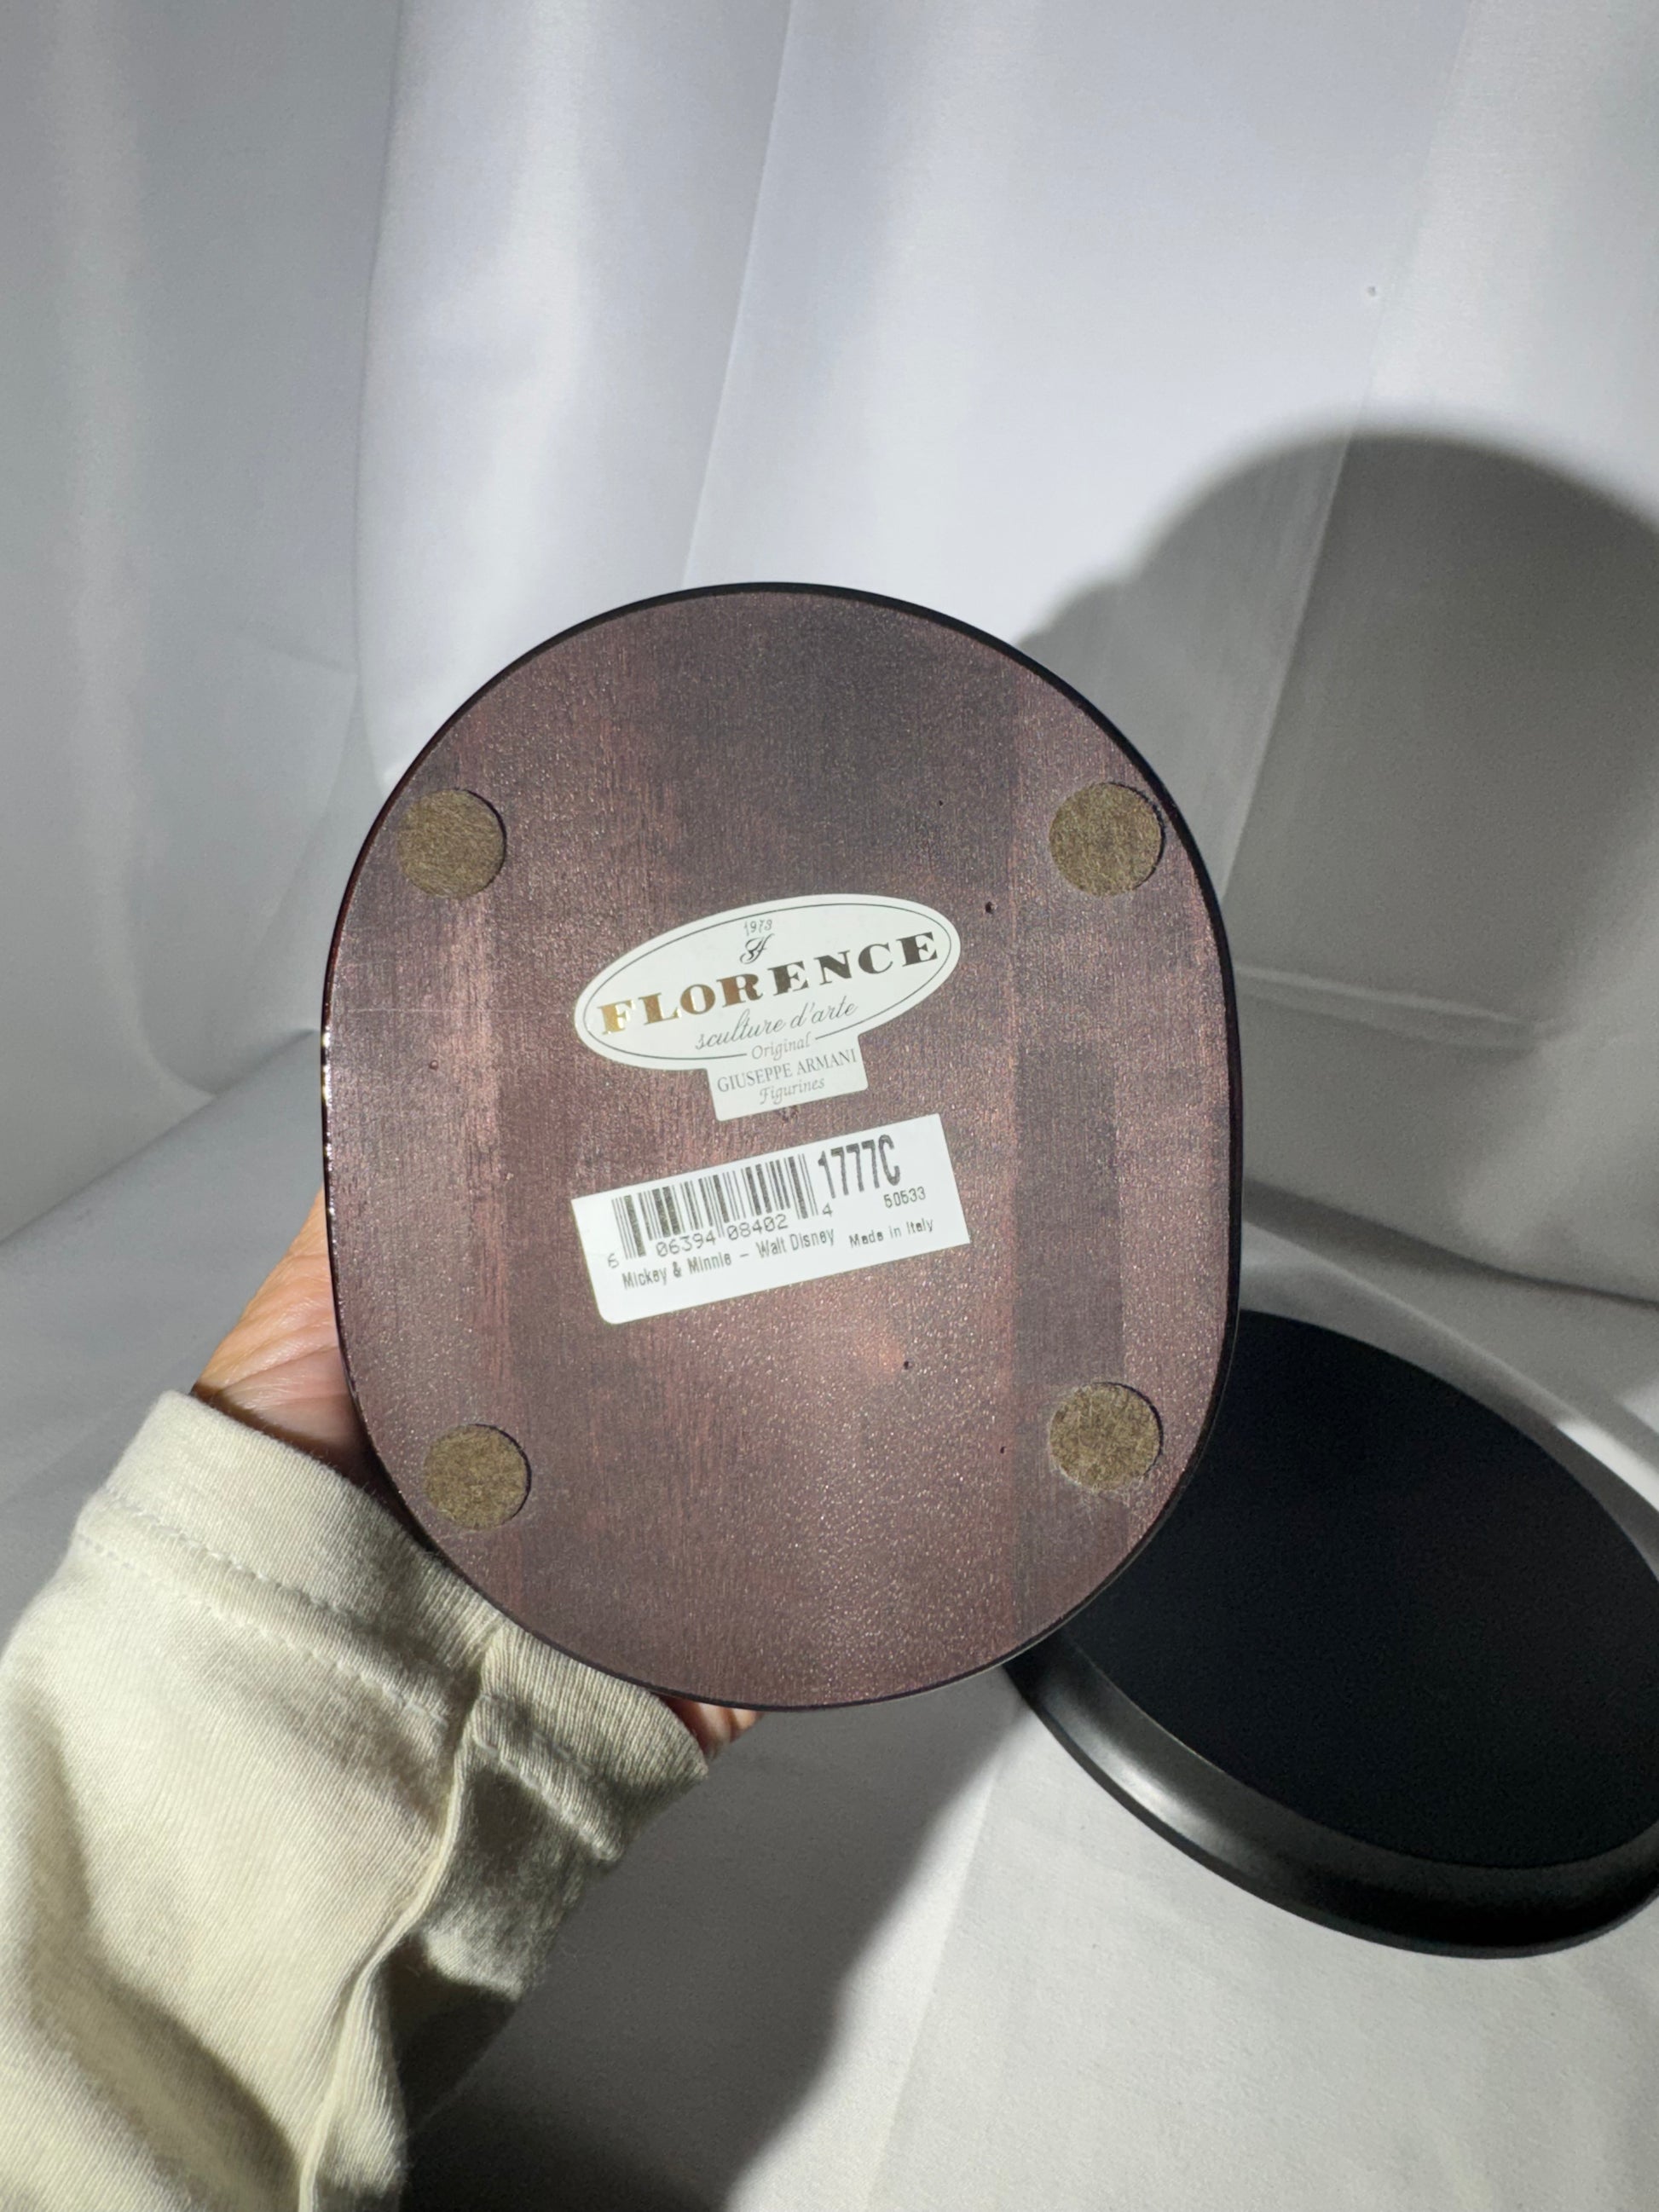 1973
FLORENCE
sculture d'arte
Original
GIUSEPPE ARMANI
Figurines
1777C
50533
6 06394 08402 4
Mickey & Minnie - Walt Disney Made in Italy